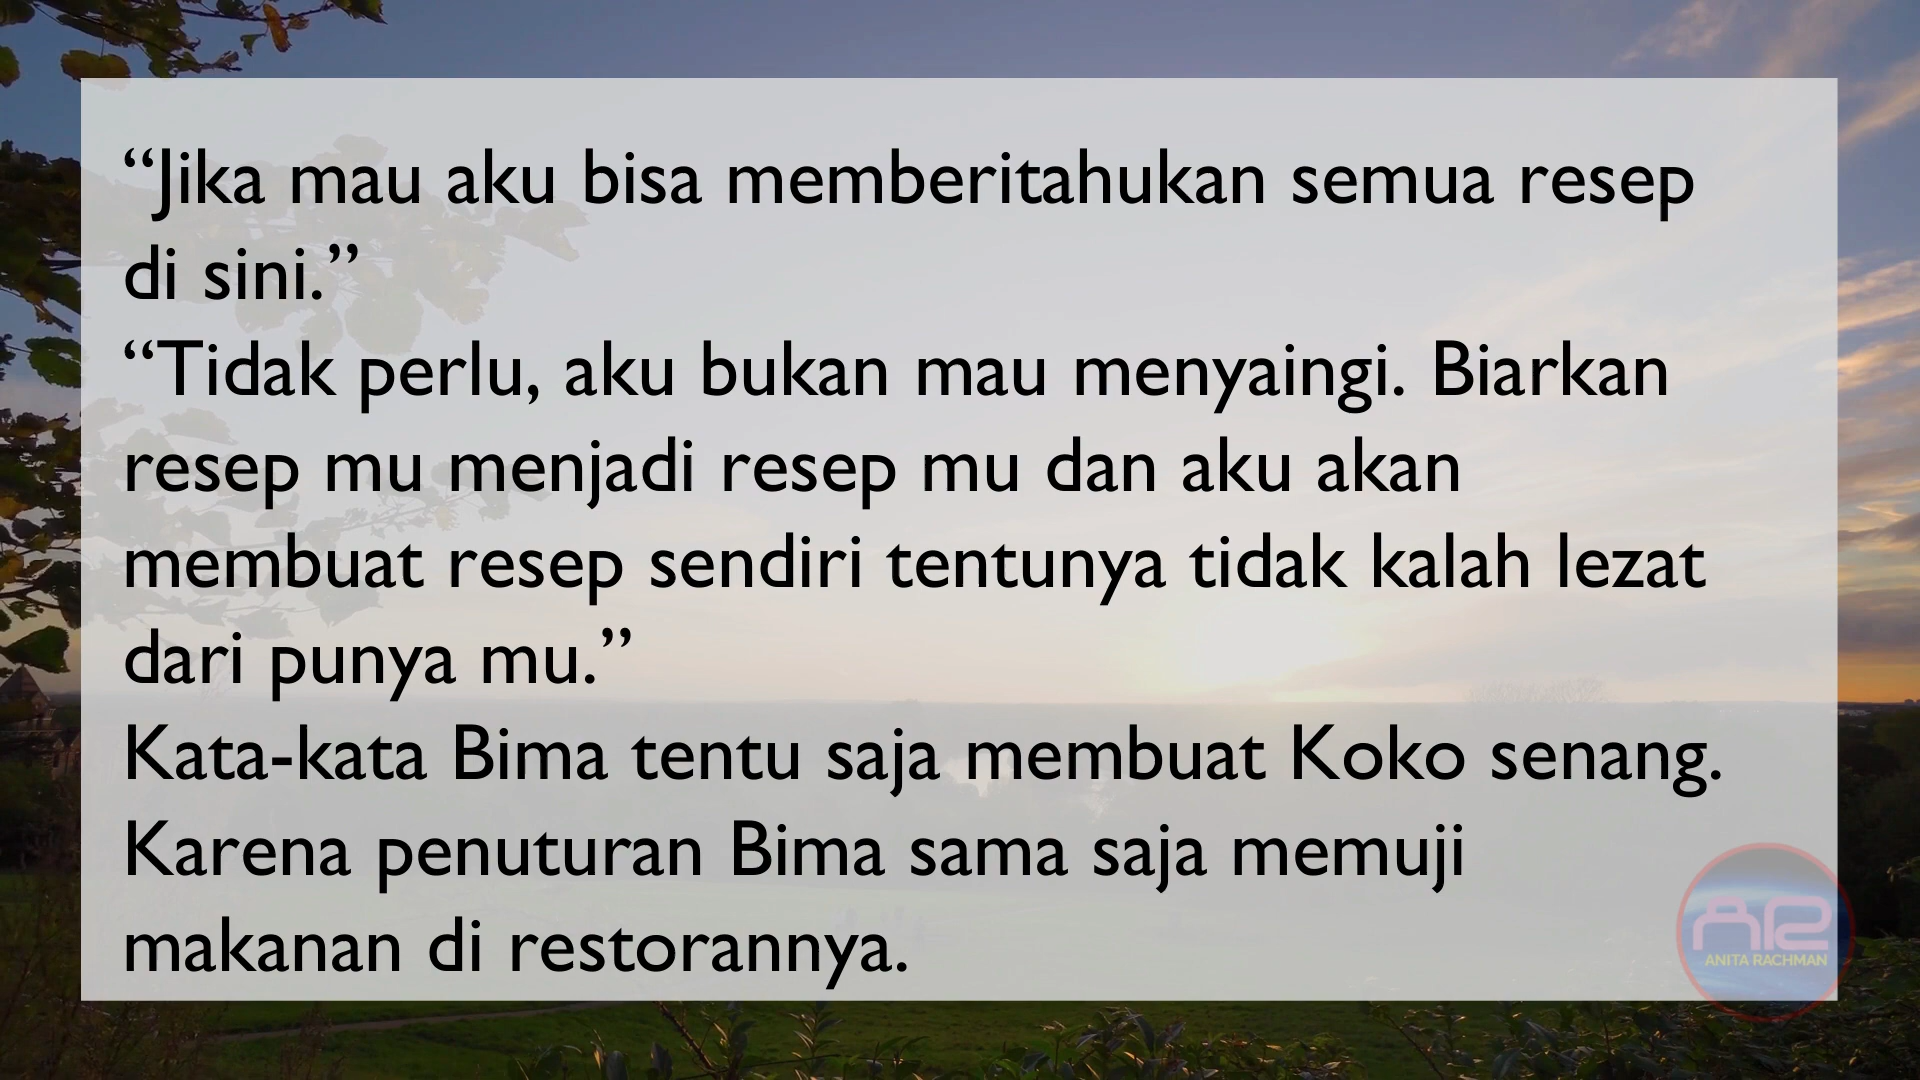 “Jika mau aku bisa memberitahukan semua resep
di sini.”
“Tidak perlu, aku bukan mau menyaingi. Biarkan
resep mu menjadi resep mu dan aku akan
membuat resep sendiri tentunya tidak kalah lezat
dari punya mu.”
Kata-kata Bima tentu saja membuat Koko senang.
Karena penuturan Bima sama saja memuji
makanan di restorannya.
AR
ANITA RACHMAN